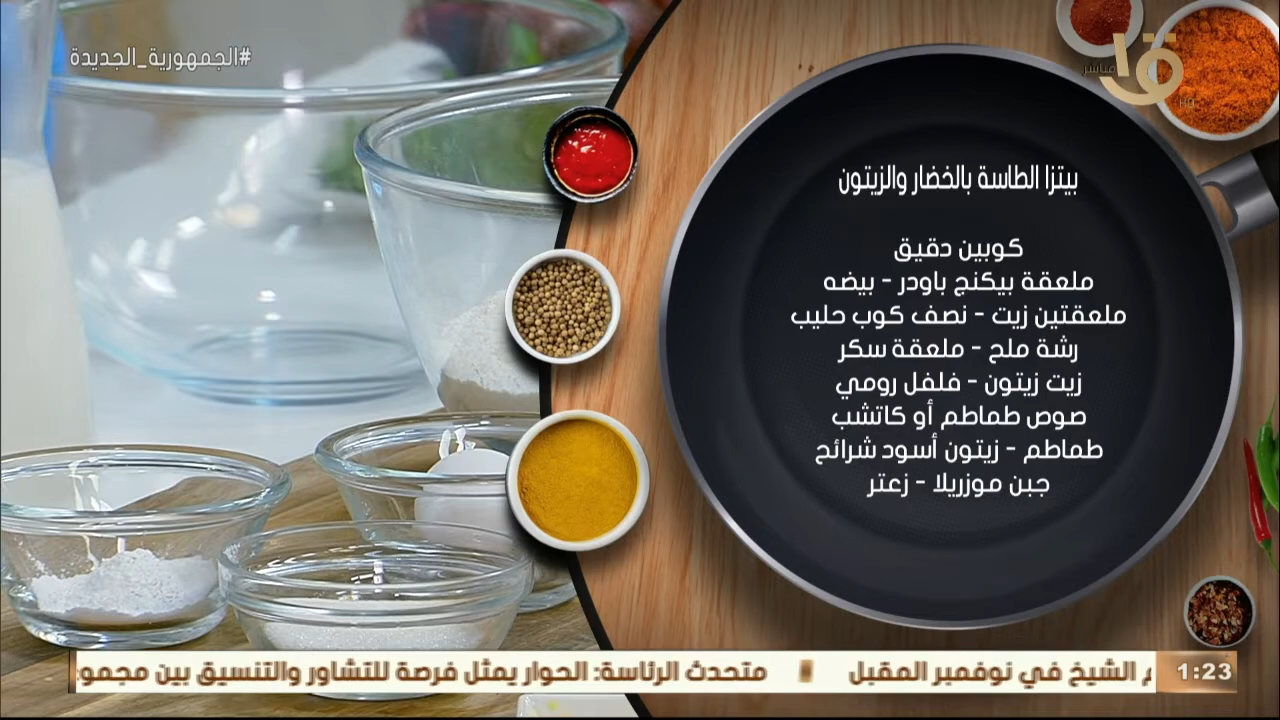 #الجمهورية_الجديدة
مباشر
HD
بيتزا الطاسة بالخضار والزيتون
كوبين دقيق
ملعقة بيكنج باودر - بيضه
ملعقتين زيت - نصف كوب حليب
رشة ملح - ملعقة سكر
زيت زيتون - فلفل رومي
صوص طماطم أو كاتشب
طماطم - زيتون أسود شرائح
جبن موزريلا - زعتر
1:23
الشيخ في نوفمبر المقبل
متحدث الرئاسة: الحوار يمثل فرصة للتشاور والتنسيق بين